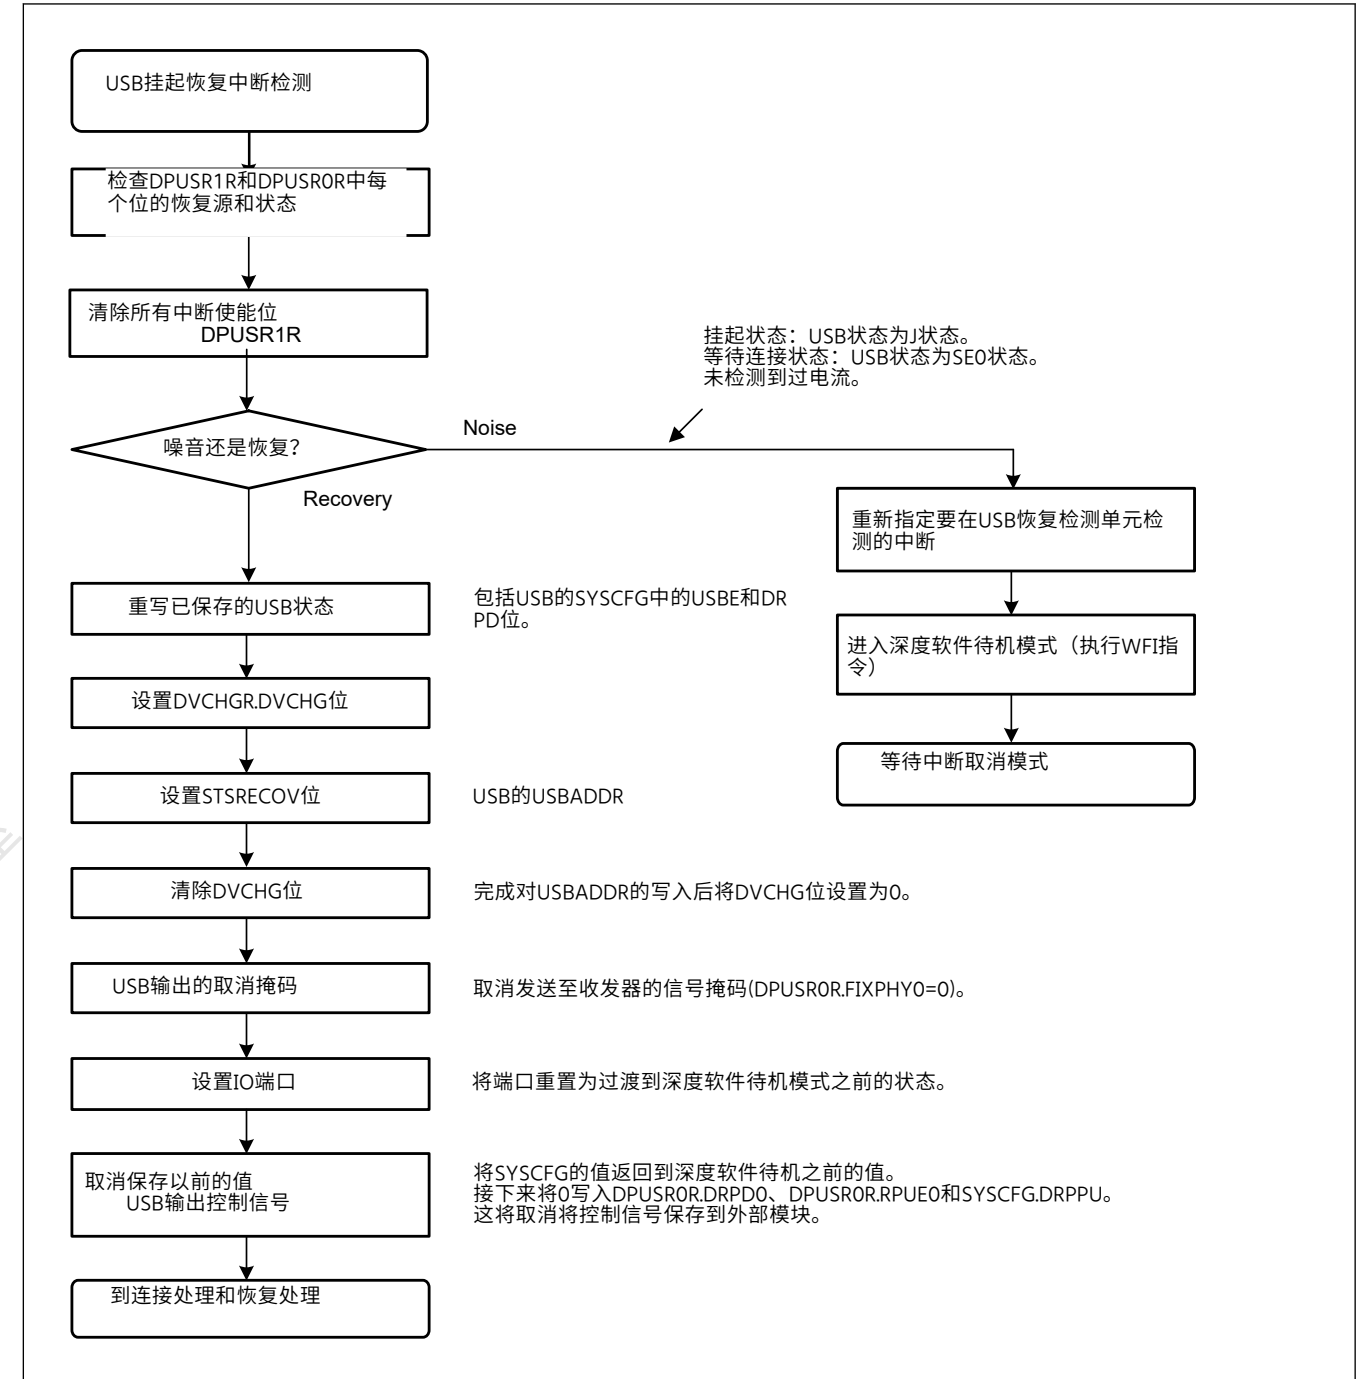 USB挂起恢复中断检测
检查DPUSR1R和DPUSR0R中每
个位的恢复源和状态
清除所有中断使能位
DPUSR1R
挂起状态：USB状态为J状态。
等待连接状态：USB状态为SE0状态。
未检测到过电流。
噪音还是恢复？
Noise
Recovery
重新指定要在USB恢复检测单元检
测的中断
进入深度软件待机模式（执行WFI指
令）
等待中断取消模式
重写已保存的USB状态
包括USB的SYSCFG中的USBE和DR
PD位。
设置DVCHGR.DVCHG位
设置STSRECOV位
USB的USBADDR
清除DVCHG位
完成对USBADDR的写入后将DVCHG位设置为0。
USB输出的取消掩码
取消发送至收发器的信号掩码(DPUSR0R.FIXPHY0=0)。
设置IO端口
将端口重置为过渡到深度软件待机模式之前的状态。
取消保存以前的值
USB输出控制信号
将SYSCFG的值返回到深度软件待机之前的值。
接下来将0写入DPUSR0R.DRPD0、DPUSR0R.RPUE0和SYSCFG.DRPPU。
这将取消将控制信号保存到外部模块。
到连接处理和恢复处理